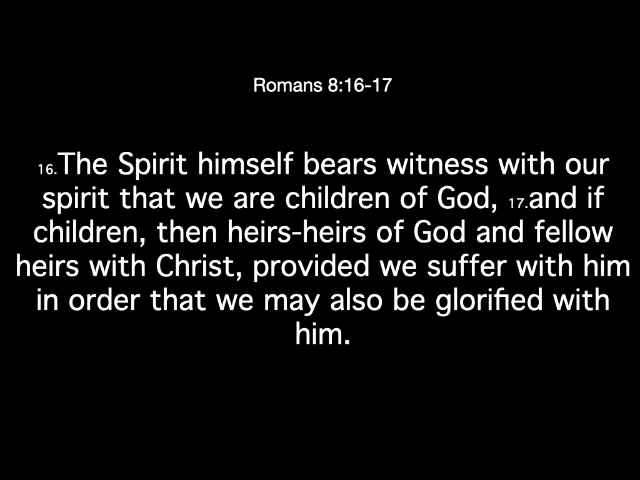 Romans 8:16-17
16.The Spirit himself bears witness with our
spirit that we are children of God, 17.and if
children, then heirs-heirs of God and fellow
heirs with Christ, provided we suffer with him
in order that we may also be glorified with
him.